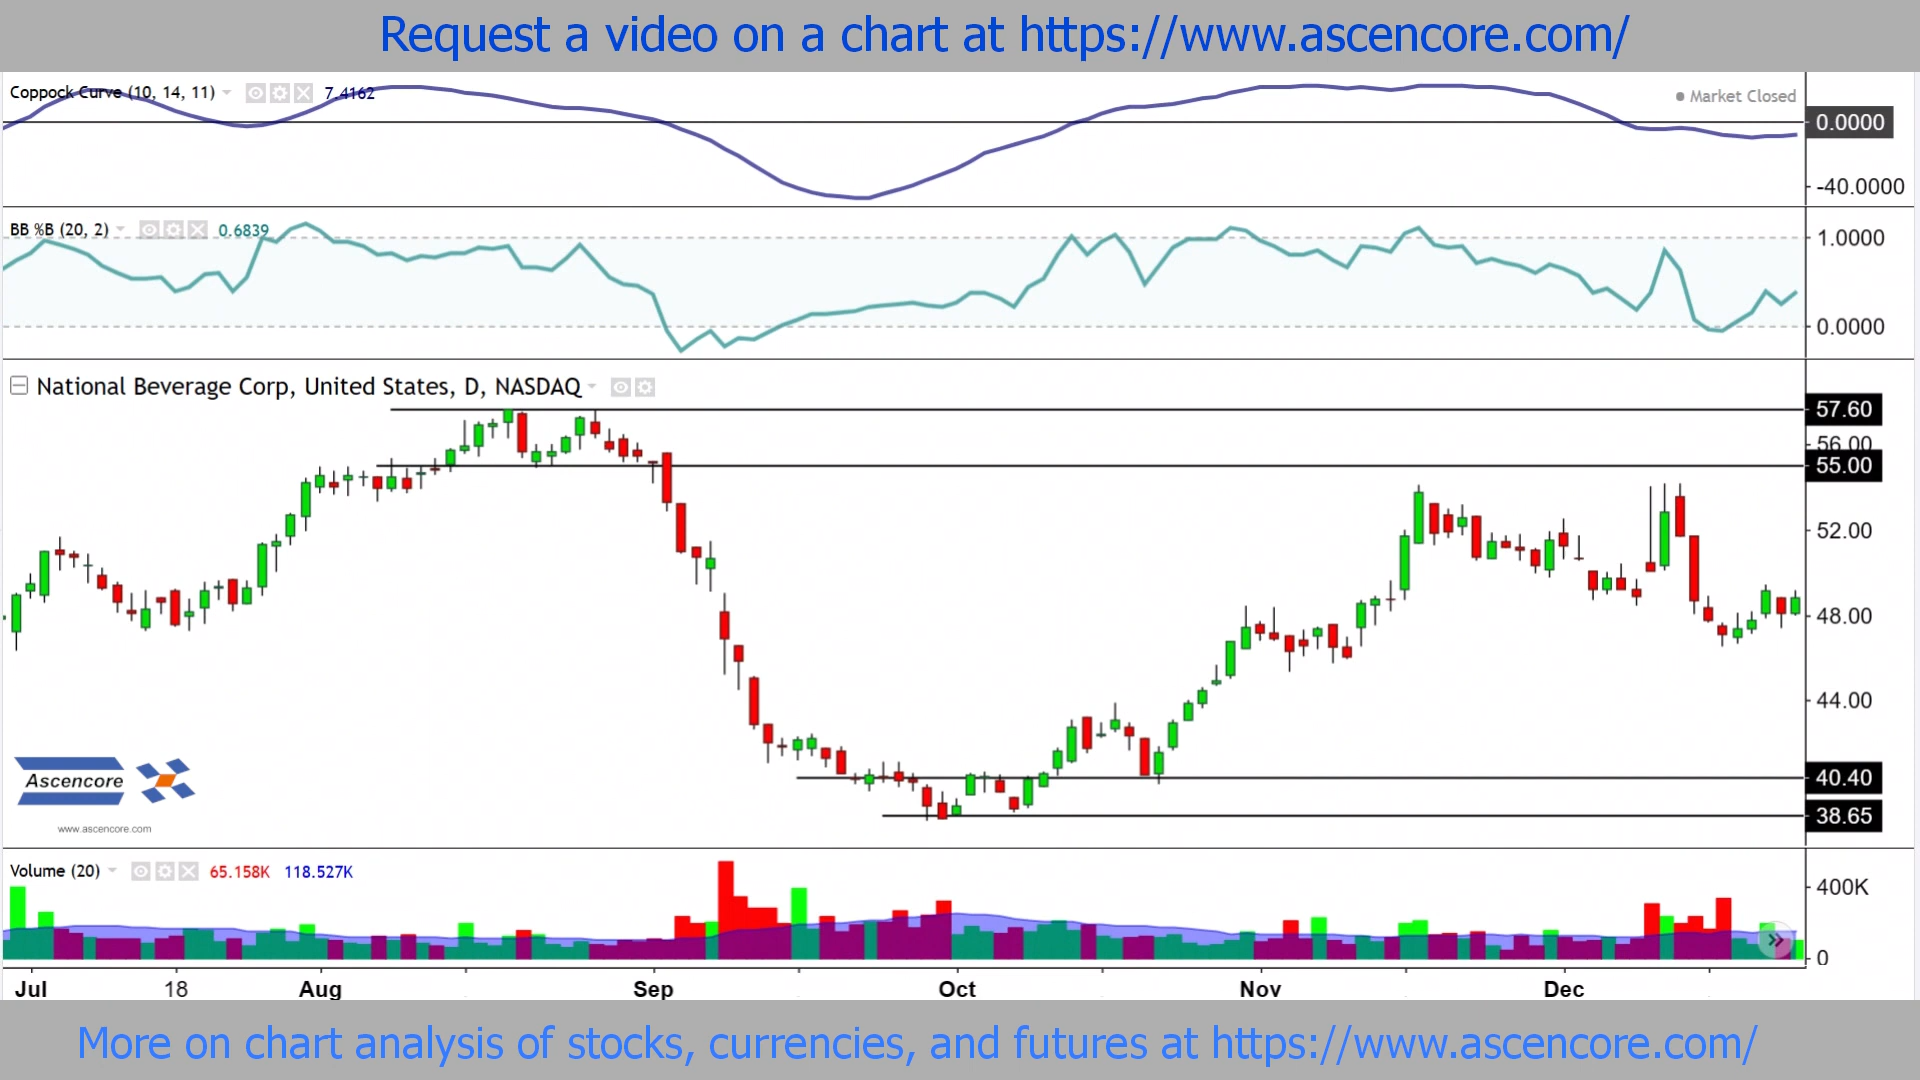 Request a video on a chart at https://www.ascencore.com/
Coppock Curve (10, 14, 11) 7.4162
Market Closed
0.0000
-40.0000
BB %B (20, 2) 0.6839
1.0000
0.0000
National Beverage Corp, United States, D, NASDAQ
57.60
56.00
55.00
52.00
48.00
44.00
40.40
38.65
Ascencore
www.ascencore.com
Volume (20) 65.158K 118.527K
400K
0
Jul 18 Aug Sep Oct Nov Dec
More on chart analysis of stocks, currencies, and futures at https://www.ascencore.com/